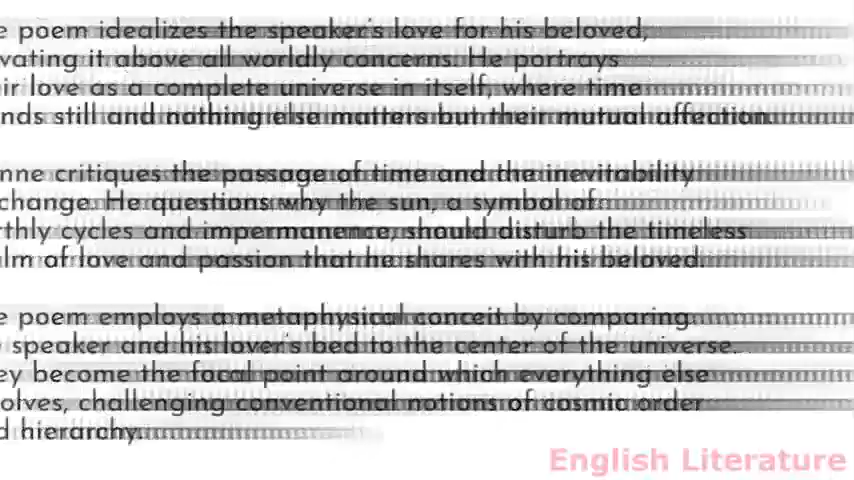 e poem idealizes the speaker's love for his beloved,
vating it above all worldly concerns. He portrays
ir love as a complete universe in itself, where time
nds still and nothing else matters but their mutual affection.
nne critiques the passage of time and the inevitability
change. He questions why the sun, a symbol of
rthly cycles and impermanence, should disturb the timeless
lm of love and passion that he shares with his beloved.
e poem employs a metaphysical conceit by comparing
speaker and his lover's bed to the center of the universe.
ey become the focal point around which everything else
olves, challenging conventional notions of cosmic order
d hierarchy.
English Literature